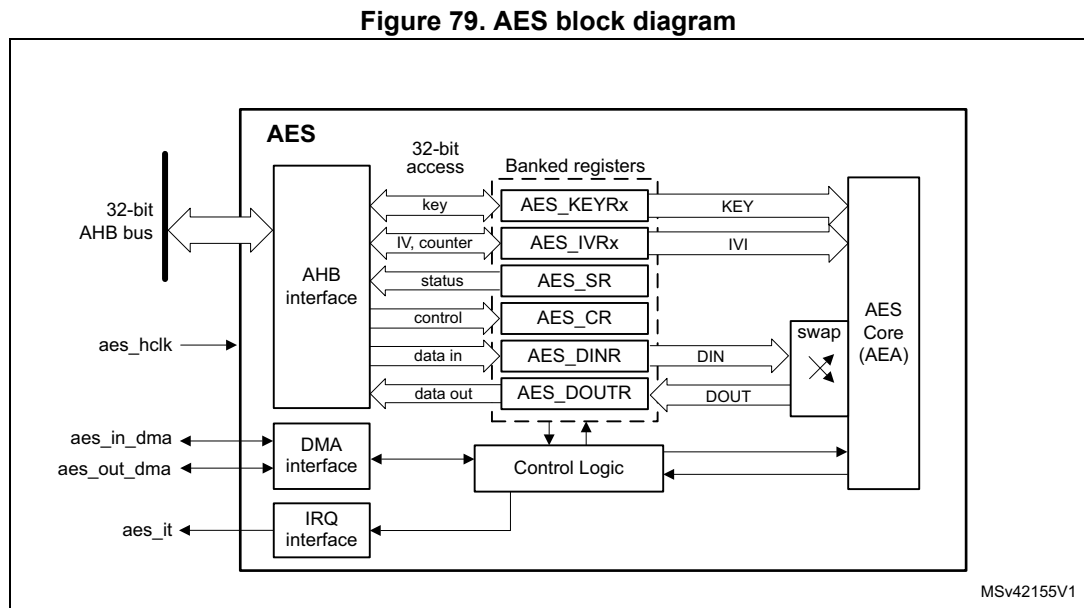 Figure 79. AES block diagram
AES
32-bit
access
Banked registers
32-bit
AHB bus
AHB
interface
key
AES_KEYRx
KEY
IV, counter
AES_IVRx
IVI
status
AES_SR
control
AES_CR
data in
AES_DINR
DIN
data out
AES_DOUTR
DOUT
swap
AES
Core
(AEA)
aes_hclk
aes_in_dma
aes_out_dma
DMA
interface
Control Logic
aes_it
IRQ
interface
MSv42155V1